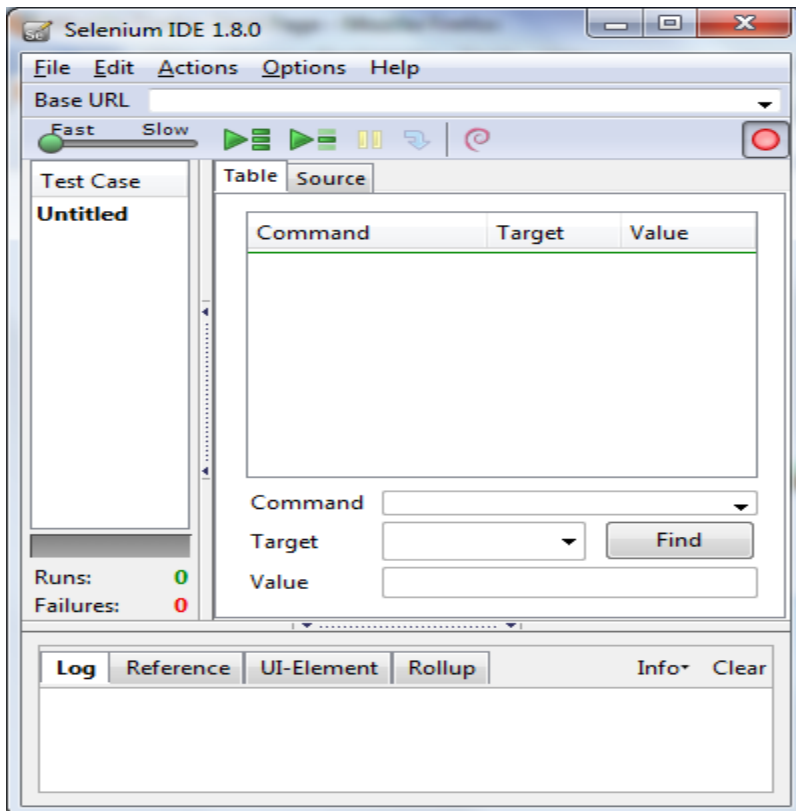 Selenium IDE 1.8.0
File Edit Actions Options Help
Base URL
Fast Slow
Test Case
Untitled
Table Source
Command Target Value
Command
Target Find
Value
Runs: 0
Failures: 0
Log Reference UI-Element Rollup Info Clear